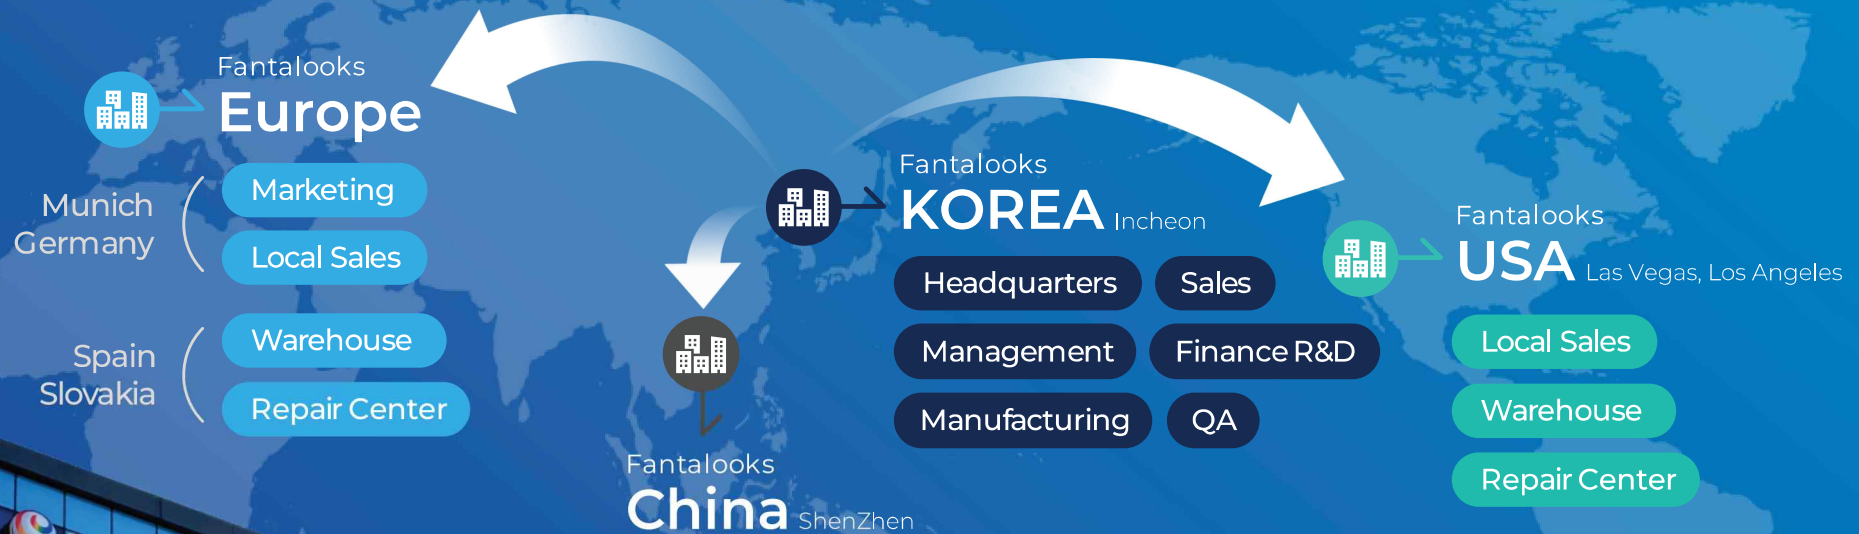 Fantalooks
Europe
Munich
Germany
Marketing
Local Sales
Spain
Slovakia
Warehouse
Repair Center
Fantalooks
China ShenZhen
Fantalooks
KOREA Incheon
Headquarters Sales
Management Finance R&D
Manufacturing QA
Fantalooks
USA Las Vegas, Los Angeles
Local Sales
Warehouse
Repair Center